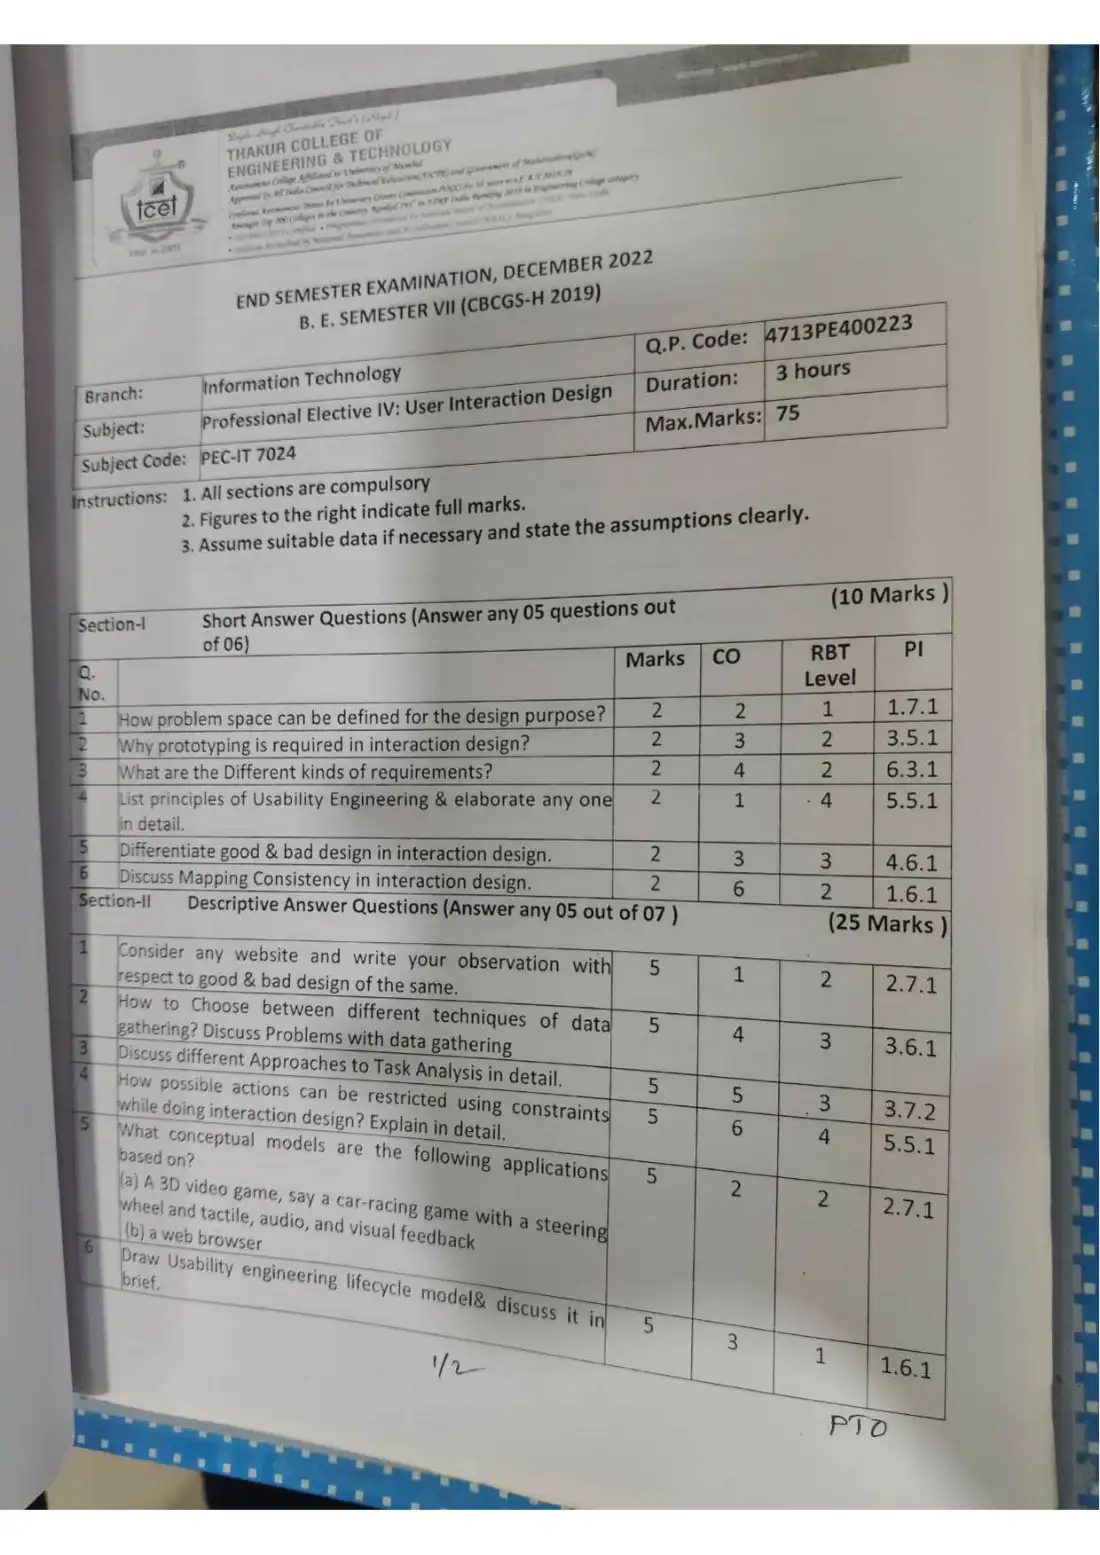 THAKUR COLLEGE OF
ENGINEERING & TECHNOLOGY
Autonomous College Affiliated to University of Mumbai
tcet
END SEMESTER EXAMINATION, DECEMBER 2022
B. E. SEMESTER VII (CBCGS-H 2019)
Branch: Information Technology Q.P. Code: 4713PE400223
Subject: Professional Elective IV: User Interaction Design Duration: 3 hours
Subject Code: PEC-IT 7024 Max.Marks: 75
Instructions: 1. All sections are compulsory
2. Figures to the right indicate full marks.
3. Assume suitable data if necessary and state the assumptions clearly.
Section-I Short Answer Questions (Answer any 05 questions out (10 Marks )
of 06)
Q. Marks CO RBT PI
No. Level
1 How problem space can be defined for the design purpose? 2 2 1 1.7.1
2 Why prototyping is required in interaction design? 2 3 2 3.5.1
3 What are the Different kinds of requirements? 2 4 2 6.3.1
4 List principles of Usability Engineering & elaborate any one 2 1 4 5.5.1
in detail.
5 Differentiate good & bad design in interaction design. 2 3 3 4.6.1
6 Discuss Mapping Consistency in interaction design. 2 6 2 1.6.1
Section-II Descriptive Answer Questions (Answer any 05 out of 07 ) (25 Marks )
1 Consider any website and write your observation with 5 1 2 2.7.1
respect to good & bad design of the same.
2 How to Choose between different techniques of data 5 4 3 3.6.1
gathering? Discuss Problems with data gathering
3 Discuss different Approaches to Task Analysis in detail. 5 5 3 3.7.2
4 How possible actions can be restricted using constraints 5 6 4 5.5.1
while doing interaction design? Explain in detail.
5 What conceptual models are the following applications 5 2 2 2.7.1
based on?
(a) A 3D video game, say a car-racing game with a steering
wheel and tactile, audio, and visual feedback
(b) a web browser
6 Draw Usability engineering lifecycle model& discuss it in 5 3 1 1.6.1
brief.
1/2
PTO